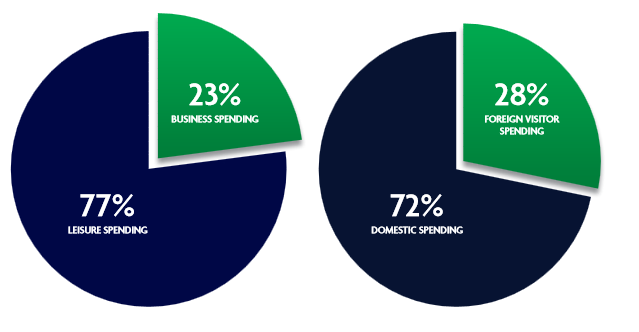 23%
BUSINESS SPENDING
77%
LEISURE SPENDING
28%
FOREIGN VISITOR
SPENDING
72%
DOMESTIC SPENDING